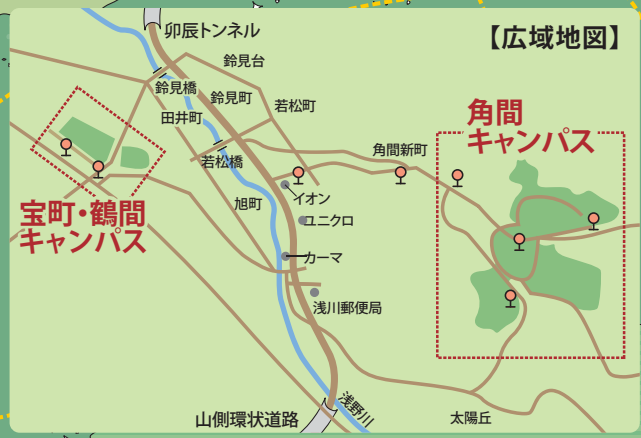 【広域地図】
卯辰トンネル
鈴見台
鈴見橋
鈴見町
若松町
田井町
角間
キャンパス
若松橋
角間新町
旭町
イオン
ユニクロ
宝町・鶴間
キャンパス
カーマ
浅川郵便局
浅野川
山側環状道路
太陽丘